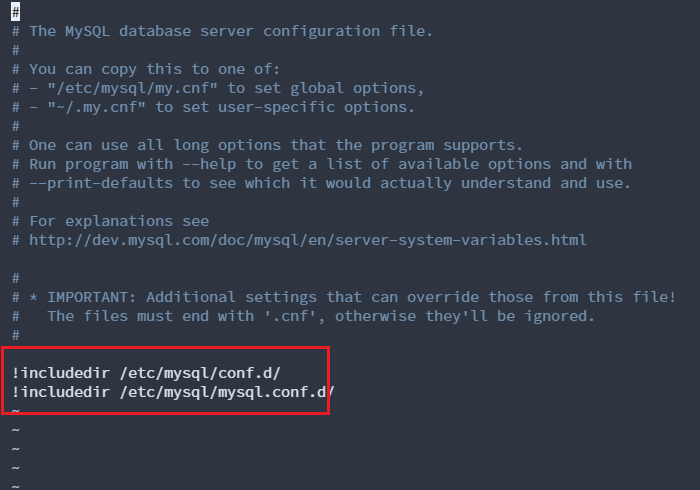 #
# The MySQL database server configuration file.
#
# You can copy this to one of:
# - "/etc/mysql/my.cnf" to set global options,
# - "~/.my.cnf" to set user-specific options.
#
# One can use all long options that the program supports.
# Run program with --help to get a list of available options and with
# --print-defaults to see which it would actually understand and use.
#
# For explanations see
# http://dev.mysql.com/doc/mysql/en/server-system-variables.html

#
# * IMPORTANT: Additional settings that can override those from this file!
#   The files must end with '.cnf', otherwise they'll be ignored.
#

!includedir /etc/mysql/conf.d/
!includedir /etc/mysql/mysql.conf.d/
~
~
~
~
~